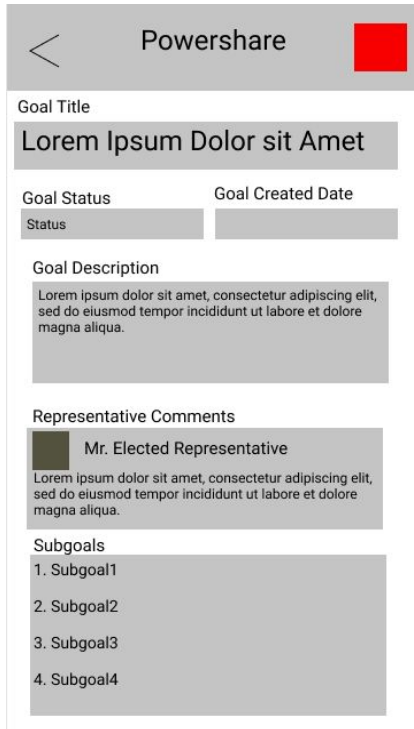 Powershare
Goal Title
Lorem Ipsum Dolor sit Amet
Goal Status
Goal Created Date
Status
Goal Description
Lorem ipsum dolor sit amet, consectetur adipiscing elit,
sed do eiusmod tempor incididunt ut labore et dolore
magna aliqua.
Representative Comments
Mr. Elected Representative
Lorem ipsum dolor sit amet, consectetur adipiscing elit,
sed do eiusmod tempor incididunt ut labore et dolore
magna aliqua.
Subgoals
1. Subgoal1
2. Subgoal2
3. Subgoal3
4. Subgoal4